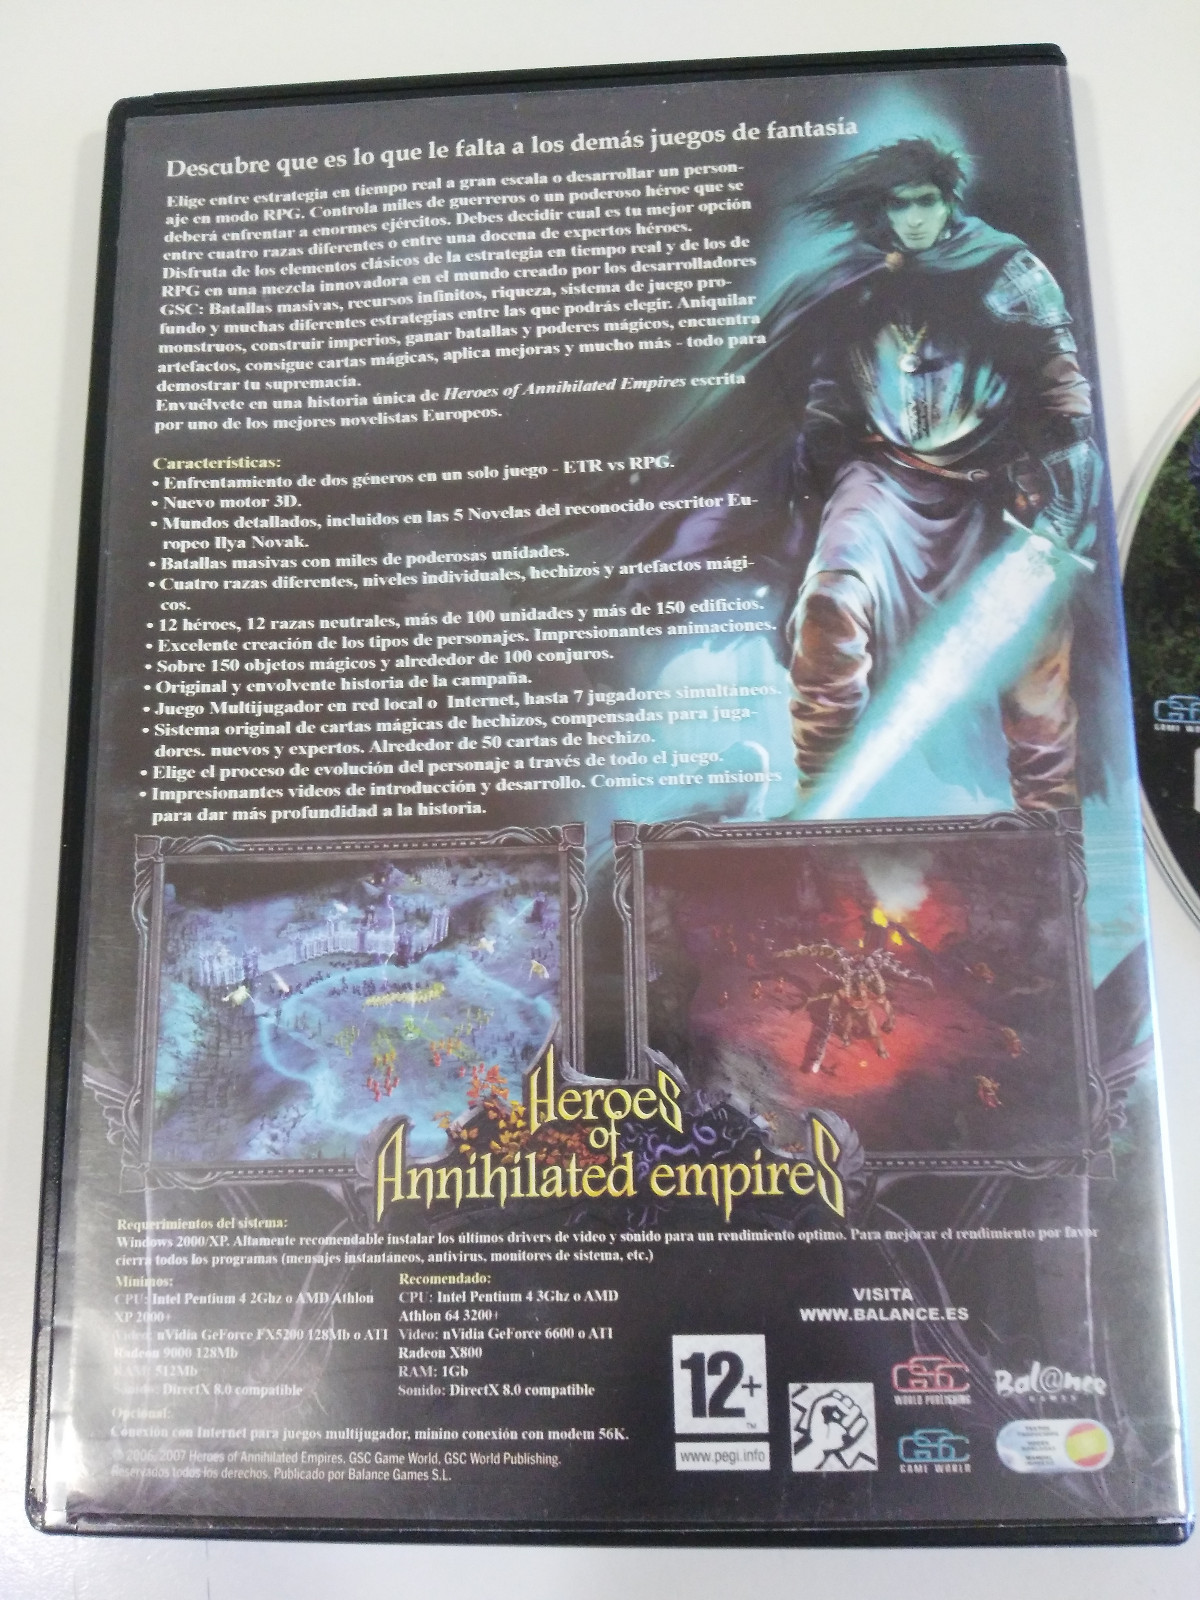 Descubre que es lo que le falta a los demás juegos de fantasía
Elige entre estrategia en tiempo real a gran escala o desarrollar un person-
aje en modo RPG. Controla miles de guerreros o un poderoso héroe que se
deberá enfrentar a enormes ejércitos. Debes decidir cual es tu mejor opción
entre cuatro razas diferentes o entre una docena de expertos héroes.
Disfruta de los elementos clásicos de la estrategia en tiempo real y de los de
RPG en una mezcla innovadora en el mundo creado por los desarrolladores
GSC: Batallas masivas, recursos infinitos, riqueza, sistema de juego pro-
fundo y muchas diferentes estrategias entre las que podrás elegir. Aniquilar
monstruos, construir imperios, ganar batallas y poderes mágicos, encuentra
artefactos, consigue cartas mágicas, aplica mejoras y mucho más - todo para
demostrar tu supremacía.
Envuélvete en una historia única de Heroes of Annihilated Empires escrita
por uno de los mejores novelistas Europeos.
Características:
• Enfrentamiento de dos géneros en un solo juego - ETR vs RPG.
• Nuevo motor 3D.
• Mundos detallados, incluidos en las 5 Novelas del reconocido escritor Eu-
ropeo Ilya Novak.
• Batallas masivas con miles de poderosas unidades.
• Cuatro razas diferentes, niveles individuales, hechizos y artefactos mági-
cos.
• 12 héroes, 12 razas neutrales, más de 100 unidades y más de 150 edificios.
• Excelente creación de los tipos de personajes. Impresionantes animaciones.
• Sobre 150 objetos mágicos y alrededor de 100 conjuros.
• Original y envolvente historia de la campaña.
• Juego Multijugador en red local o Internet, hasta 7 jugadores simultáneos.
• Sistema original de cartas mágicas de hechizos, compensadas para juga-
dores. nuevos y expertos. Alrededor de 50 cartas de hechizo.
• Elige el proceso de evolución del personaje a través de todo el juego.
• Impresionantes videos de introducción y desarrollo. Comics entre misiones
para dar más profundidad a la historia.
Heroes
of
Annihilated empires
Requerimientos del sistema:
Windows 2000/XP. Altamente recomendable instalar los últimos drivers de video y sonido para un rendimiento optimo. Para mejorar el rendimiento por favor
cierra todos los programas (mensajes instantáneos, antivirus, monitores de sistema, etc.)
Mínimos:
CPU: Intel Pentium 4 2Ghz o AMD Athlon
XP 2000+
Video: nVidia GeForce FX5200 128Mb o ATI
Radeon 9000 128Mb
RAM: 512Mb
Sonido: DirectX 8.0 compatible
Recomendado:
CPU: Intel Pentium 4 3Ghz o AMD
Athlon 64 3200+
Video: nVidia GeForce 6600 o ATI
Radeon X800
RAM: 1Gb
Sonido: DirectX 8.0 compatible
Opcional:
Conexión con Internet para juegos multijugador, minino conexión con modem 56K.
© 2006, 2007 Heroes of Annihilated Empires, GSC Game World, GSC World Publishing.
Reservados todos los derechos. Publicado por Balance Games S.L.
VISITA
WWW.BALANCE.ES
12+
TM
www.pegi.info
GSC
WORLD PUBLISHING
Bal@nce
GAMES
GSC
GAME WORLD